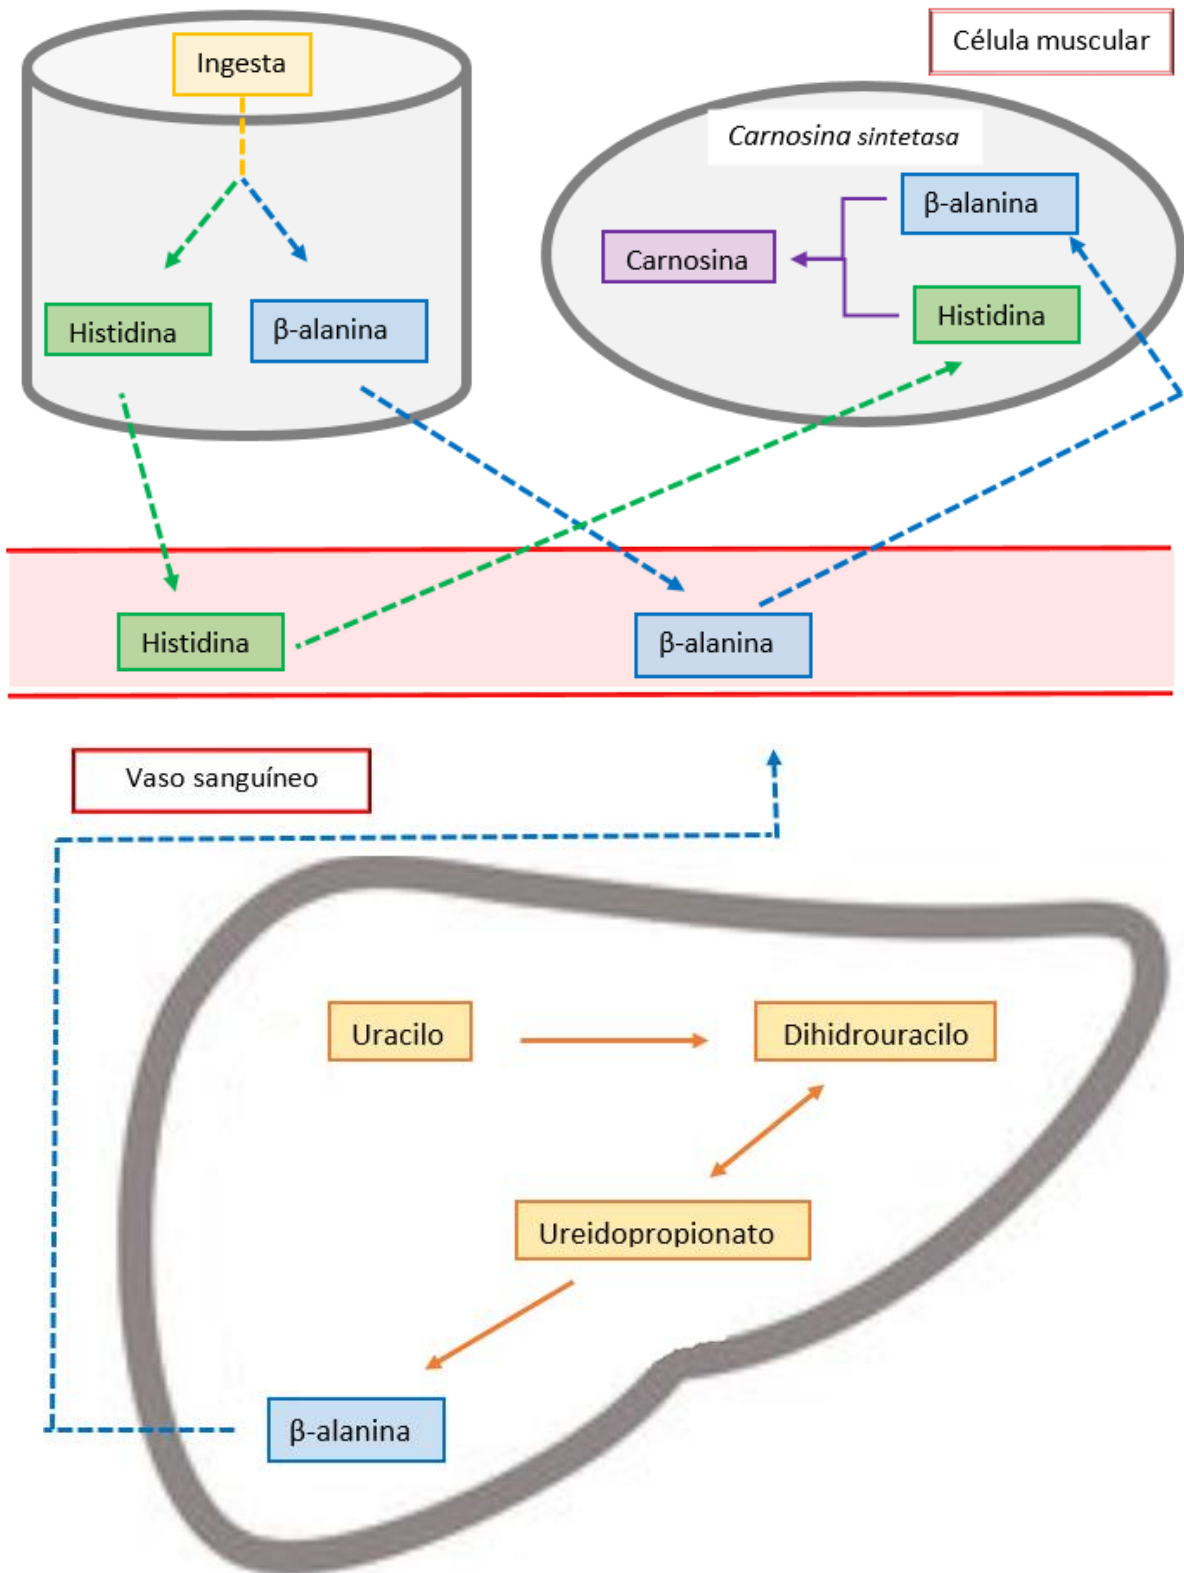 Ingesta
Célula muscular
Carnosina sintetasa
β-alanina
Carnosina
Histidina
β-alanina
Histidina
Histidina
β-alanina
Vaso sanguíneo
Uracilo
Dihidrouracilo
Ureidopropionato
β-alanina